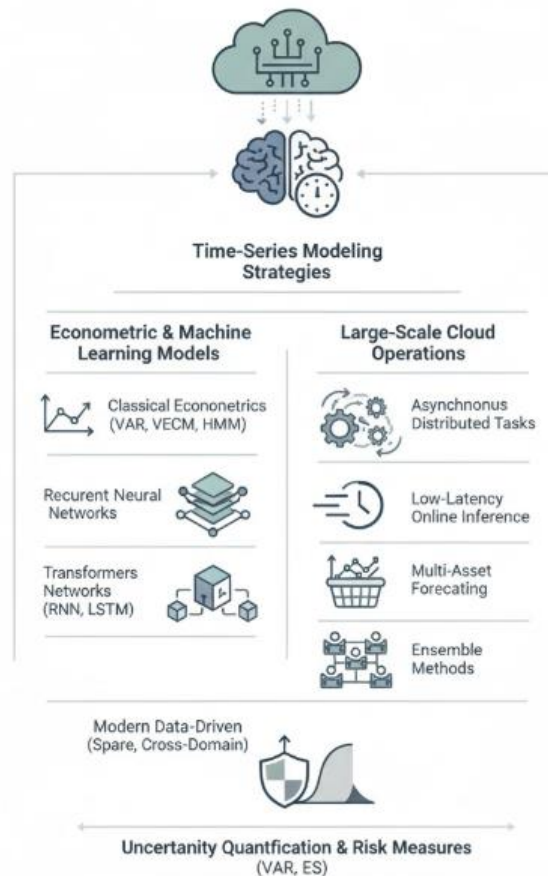 Time-Series Modeling
Strategies
Econometric & Machine
Learning Models
Classical Econonetrics
(VAR, VECM, HMM)
Recurent Neural
Networks
Transformers
Networks
(RNN, LSTM)
Large-Scale Cloud
Operations
Asynchnonus
Distributed Tasks
Low-Latency
Online Inference
Multi-Asset
Forecating
Ensemble
Methods
Modern Data-Driven
(Spare, Cross-Domain)
Uncertanity Quantfication & Risk Measures
(VAR, ES)